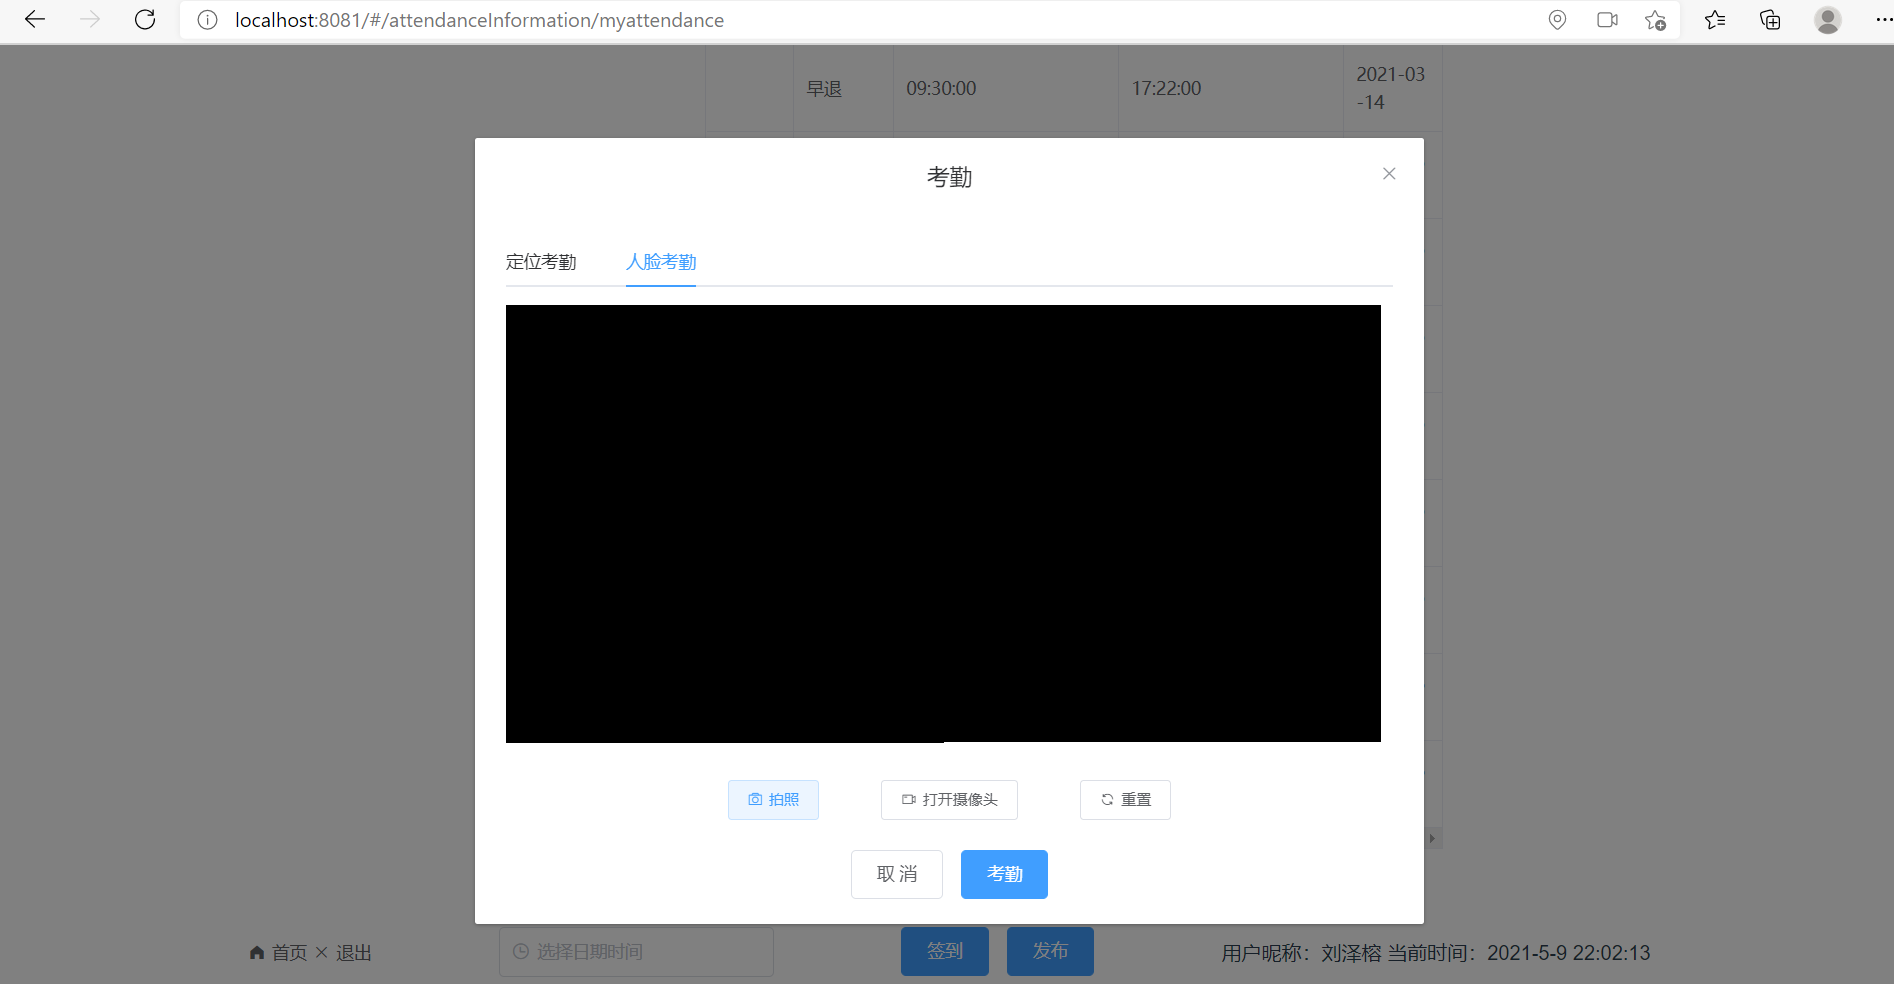 localhost:8081/#/attendanceInformation/myattendance
早退 09:30:00 17:22:00 2021-03
-14
考勤
定位考勤 人脸考勤
拍照 打开摄像头 重置
取 消 考勤
首页 退出 选择日期时间 签到 发布 用户昵称：刘泽榕 当前时间：2021-5-9 22:02:13